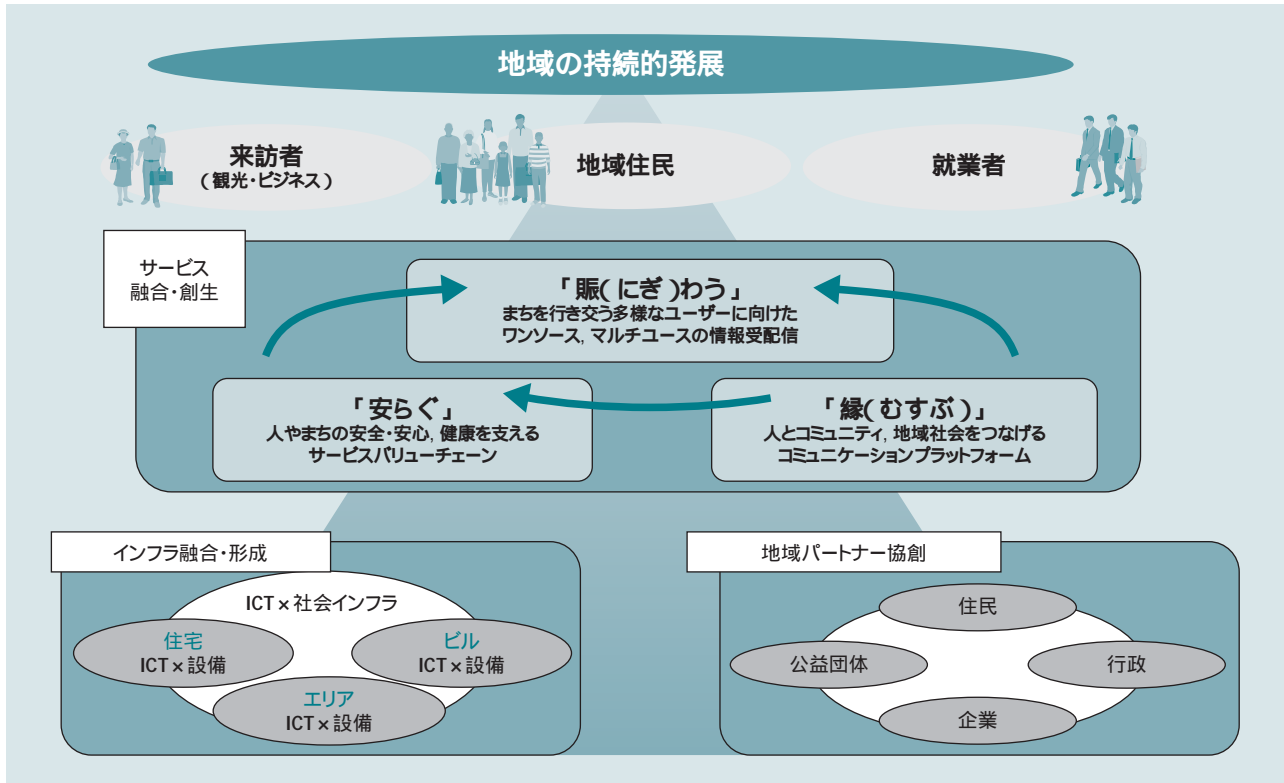 地域の持続的発展
来訪者
（観光・ビジネス）
地域住民
就業者
サービス
融合・創生
「賑(にぎ)わう」
まちを行き交う多様なユーザーに向けた
ワンソース, マルチユースの情報受配信
「安らぐ」
人やまちの安全・安心, 健康を支える
サービスバリューチェーン
「縁(むすぶ)」
人とコミュニティ, 地域社会をつなげる
コミュニケーションプラットフォーム
インフラ融合・形成
ICT×社会インフラ
住宅
ICT×設備
ビル
ICT×設備
エリア
ICT×設備
地域パートナー協創
住民
公益団体
行政
企業